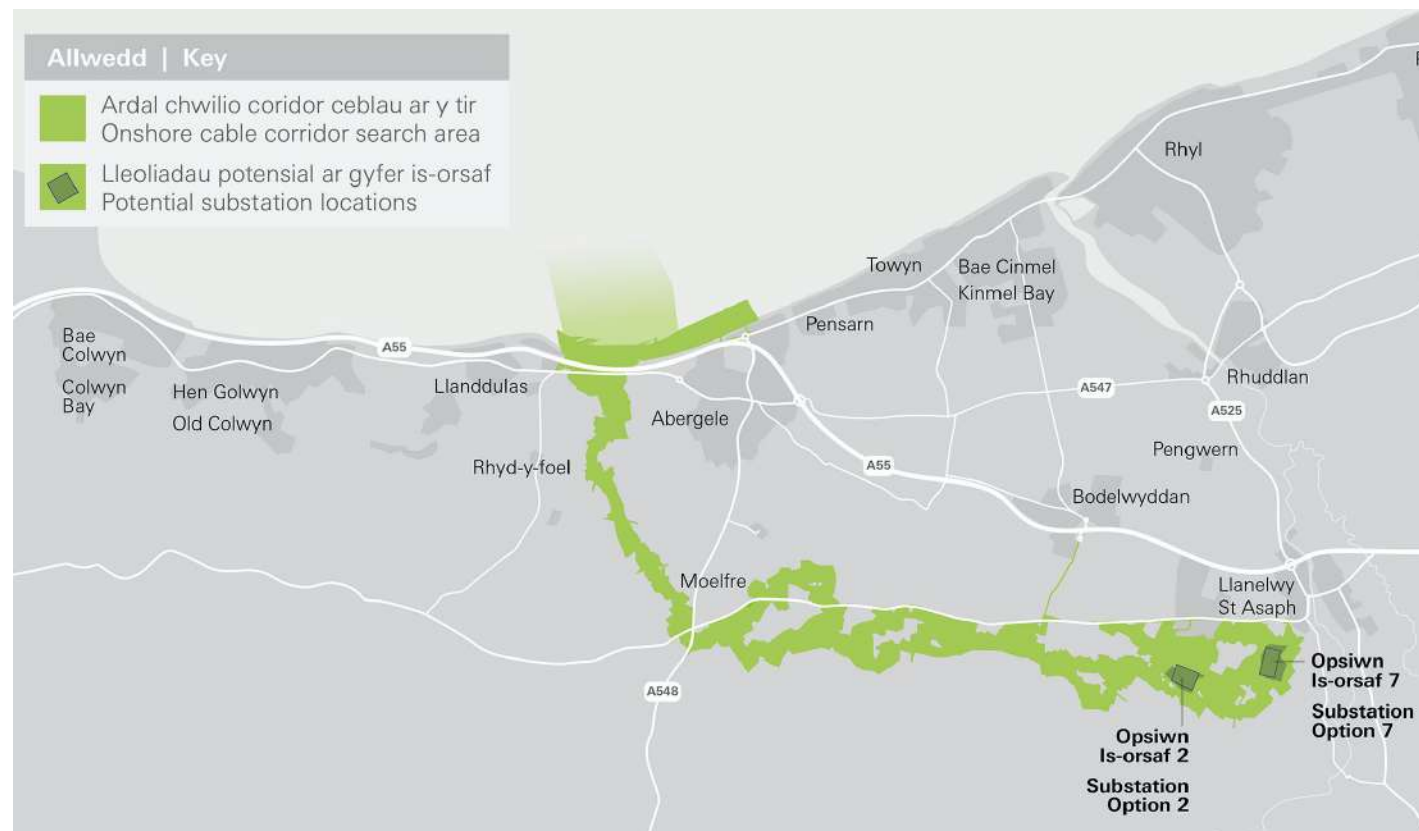 Allwedd | Key
Ardal chwilio coridor ceblau ar y tir
Onshore cable corridor search area
Lleoliadau potensial ar gyfer is-orsaf
Potential substation locations
Rhyl
Towyn
Bae Cinmel
Kinmel Bay
Pensarn
Bae
Colwyn
Colwyn
Bay
A55
Hen Golwyn
Old Colwyn
Llanddulas
Abergele
A547
Rhuddlan
A525
Pengwern
Rhyd-y-foel
A55
Bodelwyddan
Moelfre
Llanelwy
St Asaph
A548
Opsiwn
Is-orsaf 7
Substation
Option 7
Opsiwn
Is-orsaf 2
Substation
Option 2